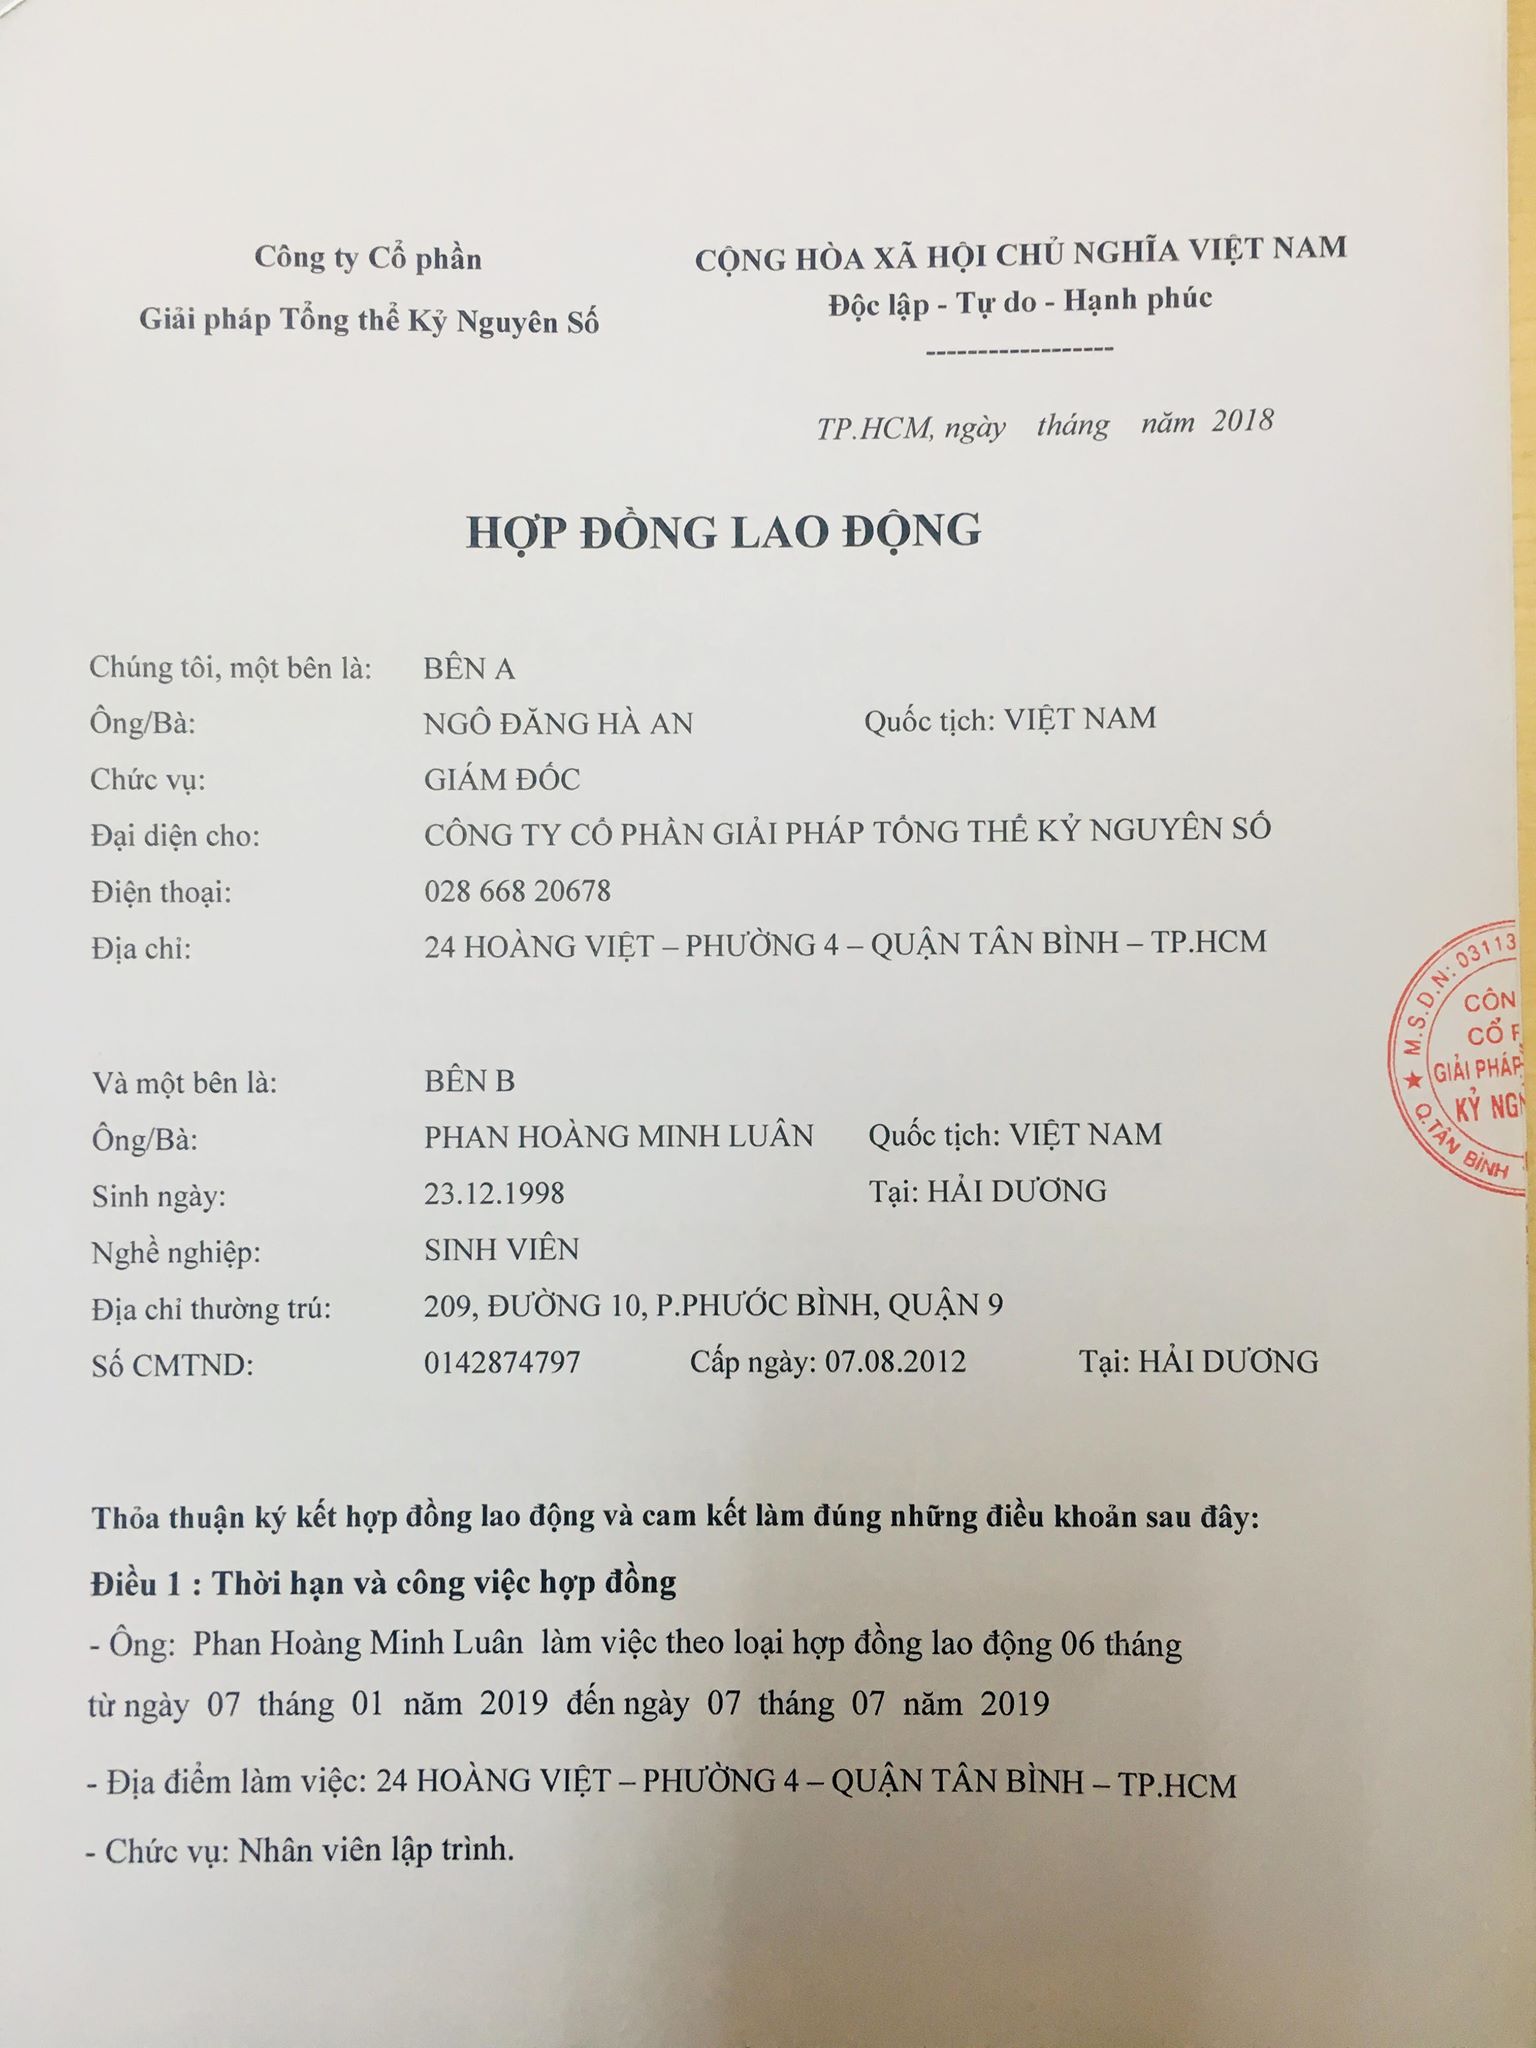 Công ty Cổ phần
Giải pháp Tổng thể Kỷ Nguyên Số
CỘNG HÒA XÃ HỘI CHỦ NGHĨA VIỆT NAM
Độc lập - Tự do - Hạnh phúc
------------------
TP.HCM, ngày tháng năm 2018
HỢP ĐỒNG LAO ĐỘNG
Chúng tôi, một bên là: BÊN A
Ông/Bà: NGÔ ĐĂNG HÀ AN Quốc tịch: VIỆT NAM
Chức vụ: GIÁM ĐỐC
Đại diện cho: CÔNG TY CỔ PHẦN GIẢI PHÁP TỔNG THỂ KỶ NGUYÊN SỐ
Điện thoại: 028 668 20678
Địa chỉ: 24 HOÀNG VIỆT – PHƯỜNG 4 – QUẬN TÂN BÌNH – TP.HCM
M.S.D.N: 03113
CÔN
CỔ P
GIẢI PHÁP
KỶ NG
Q.TÂN BÌNH
Và một bên là: BÊN B
Ông/Bà: PHAN HOÀNG MINH LUÂN Quốc tịch: VIỆT NAM
Sinh ngày: 23.12.1998 Tại: HẢI DƯƠNG
Nghề nghiệp: SINH VIÊN
Địa chỉ thường trú: 209, ĐƯỜNG 10, P.PHƯỚC BÌNH, QUẬN 9
Số CMTND: 0142874797 Cấp ngày: 07.08.2012 Tại: HẢI DƯƠNG
Thỏa thuận ký kết hợp đồng lao động và cam kết làm đúng những điều khoản sau đây:
Điều 1 : Thời hạn và công việc hợp đồng
- Ông: Phan Hoàng Minh Luân làm việc theo loại hợp đồng lao động 06 tháng
từ ngày 07 tháng 01 năm 2019 đến ngày 07 tháng 07 năm 2019
- Địa điểm làm việc: 24 HOÀNG VIỆT – PHƯỜNG 4 – QUẬN TÂN BÌNH – TP.HCM
- Chức vụ: Nhân viên lập trình.